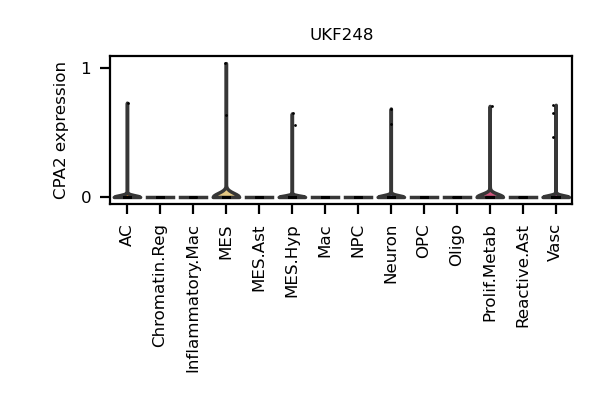 UKF248
CPA2 expression
1
0
AC
Chromatin.Reg
Inflammatory.Mac
MES
MES.Ast
MES.Hyp
Mac
NPC
Neuron
OPC
Oligo
Prolif.Metab
Reactive.Ast
Vasc